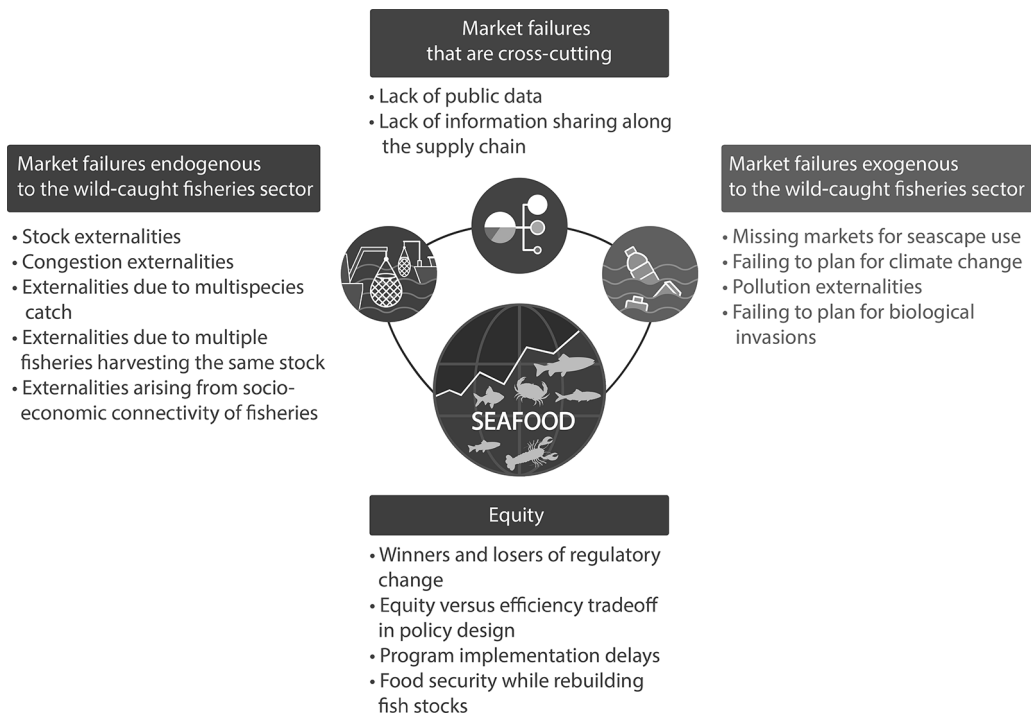 Market failures
that are cross-cutting
• Lack of public data
• Lack of information sharing along
the supply chain
Market failures endogenous
to the wild-caught fisheries sector
• Stock externalities
• Congestion externalities
• Externalities due to multispecies
catch
• Externalities due to multiple
fisheries harvesting the same stock
• Externalities arising from socio-
economic connectivity of fisheries
Market failures exogenous
to the wild-caught fisheries sector
• Missing markets for seascape use
• Failing to plan for climate change
• Pollution externalities
• Failing to plan for biological
invasions
SEAFOOD
Equity
• Winners and losers of regulatory
change
• Equity versus efficiency tradeoff
in policy design
• Program implementation delays
• Food security while rebuilding
fish stocks